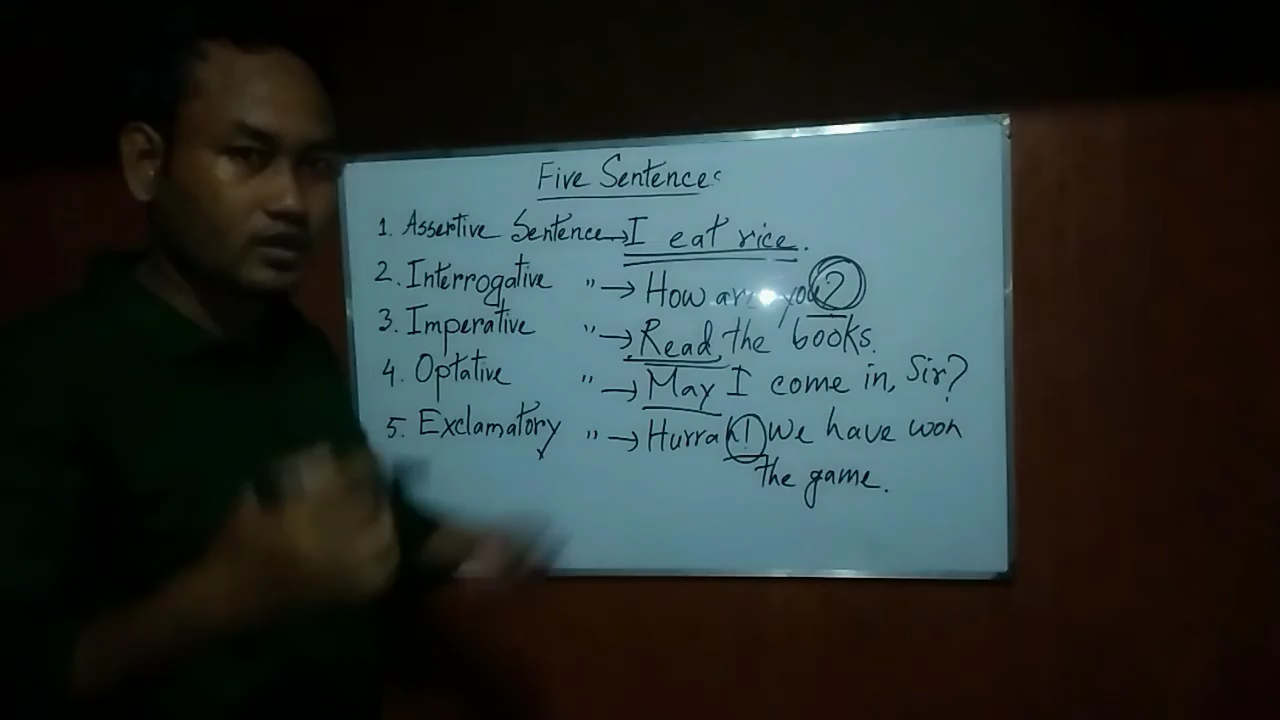 Five Sentences
1. Assertive Sentence → I eat rice.
2. Interrogative " → How are you?
3. Imperative " → Read the books.
4. Optative " → May I come in, Sir?
5. Exclamatory " → Hurrah! We have won
the game.